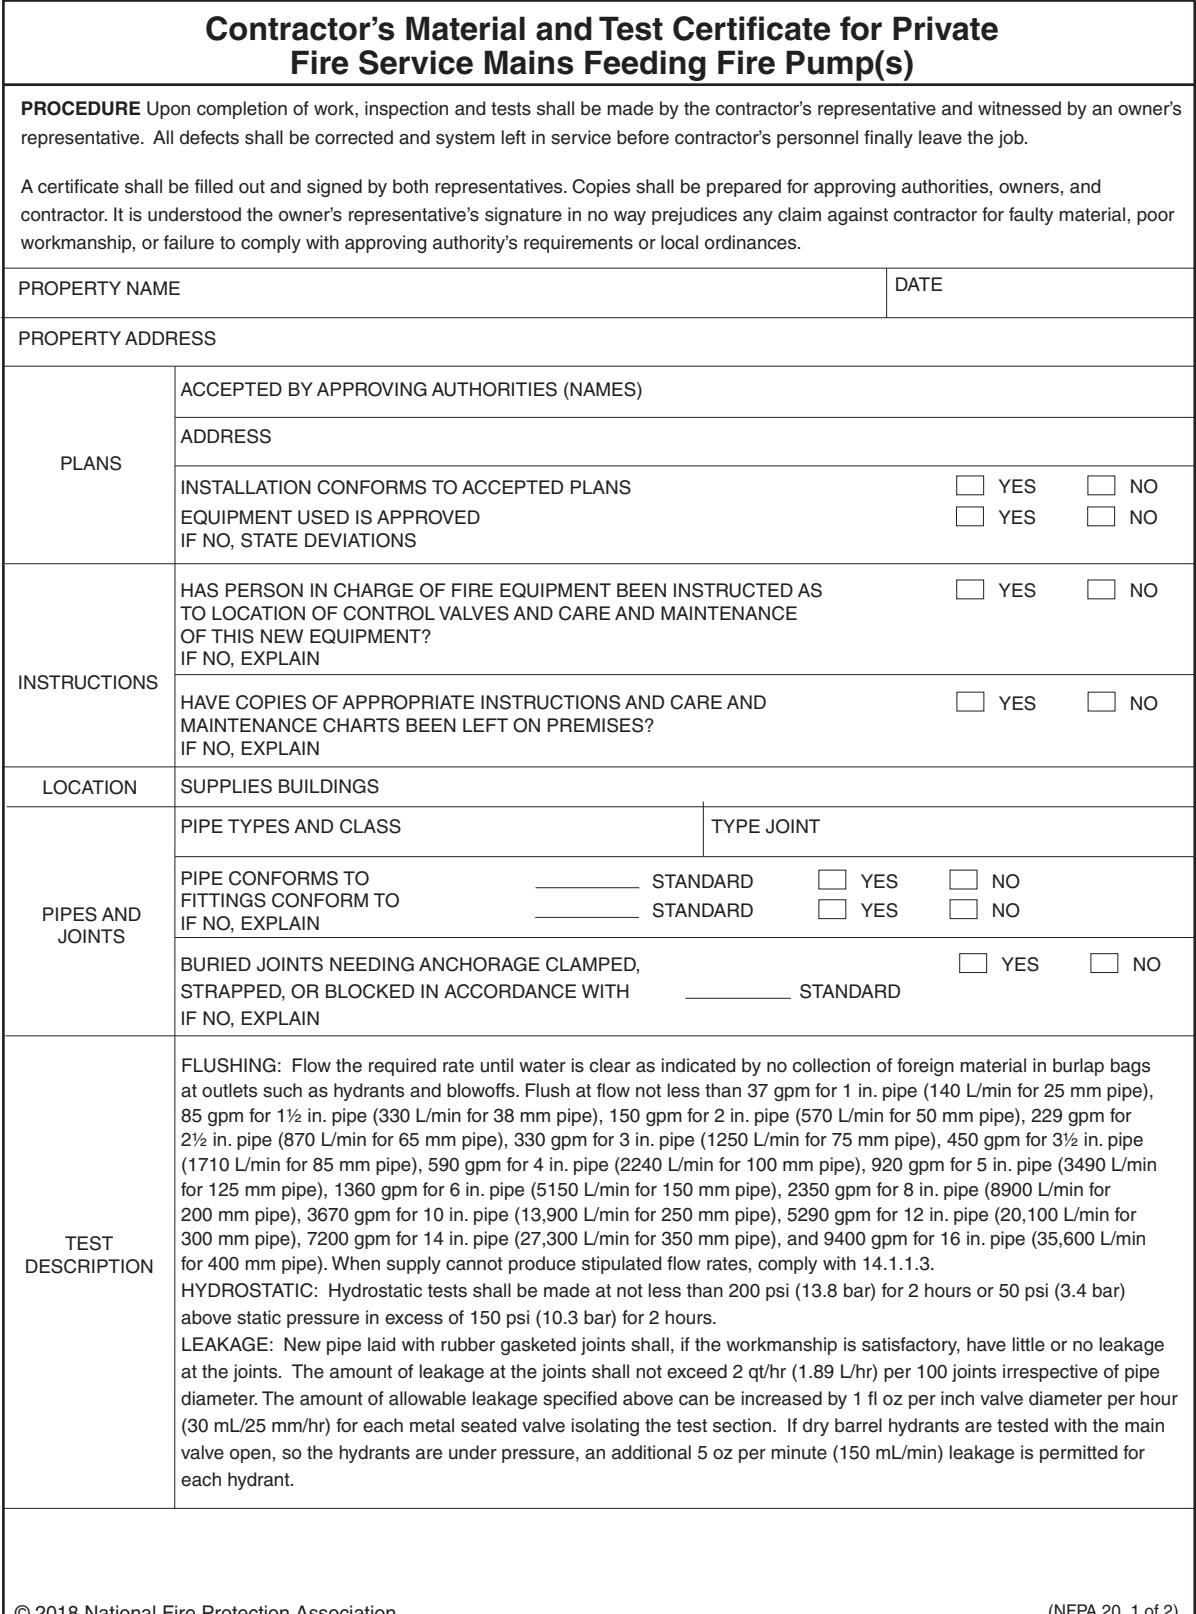 Contractor's Material and Test Certificate for Private
Fire Service Mains Feeding Fire Pump(s)
PROCEDURE Upon completion of work, inspection and tests shall be made by the contractor's representative and witnessed by an owner's
representative. All defects shall be corrected and system left in service before contractor's personnel finally leave the job.
A certificate shall be filled out and signed by both representatives. Copies shall be prepared for approving authorities, owners, and
contractor. It is understood the owner's representative's signature in no way prejudices any claim against contractor for faulty material, poor
workmanship, or failure to comply with approving authority's requirements or local ordinances.
PROPERTY NAME
DATE
PROPERTY ADDRESS
PLANS
ACCEPTED BY APPROVING AUTHORITIES (NAMES)
ADDRESS
INSTALLATION CONFORMS TO ACCEPTED PLANS YES NO
EQUIPMENT USED IS APPROVED YES NO
IF NO, STATE DEVIATIONS
INSTRUCTIONS
HAS PERSON IN CHARGE OF FIRE EQUIPMENT BEEN INSTRUCTED AS YES NO
TO LOCATION OF CONTROL VALVES AND CARE AND MAINTENANCE
OF THIS NEW EQUIPMENT?
IF NO, EXPLAIN
HAVE COPIES OF APPROPRIATE INSTRUCTIONS AND CARE AND YES NO
MAINTENANCE CHARTS BEEN LEFT ON PREMISES?
IF NO, EXPLAIN
LOCATION
SUPPLIES BUILDINGS
PIPES AND
JOINTS
PIPE TYPES AND CLASS
TYPE JOINT
PIPE CONFORMS TO STANDARD YES NO
FITTINGS CONFORM TO STANDARD YES NO
IF NO, EXPLAIN
BURIED JOINTS NEEDING ANCHORAGE CLAMPED, YES NO
STRAPPED, OR BLOCKED IN ACCORDANCE WITH STANDARD
IF NO, EXPLAIN
TEST
DESCRIPTION
FLUSHING: Flow the required rate until water is clear as indicated by no collection of foreign material in burlap bags
at outlets such as hydrants and blowoffs. Flush at flow not less than 37 gpm for 1 in. pipe (140 L/min for 25 mm pipe),
85 gpm for 1½ in. pipe (330 L/min for 38 mm pipe), 150 gpm for 2 in. pipe (570 L/min for 50 mm pipe), 229 gpm for
2½ in. pipe (870 L/min for 65 mm pipe), 330 gpm for 3 in. pipe (1250 L/min for 75 mm pipe), 450 gpm for 3½ in. pipe
(1710 L/min for 85 mm pipe), 590 gpm for 4 in. pipe (2240 L/min for 100 mm pipe), 920 gpm for 5 in. pipe (3490 L/min
for 125 mm pipe), 1360 gpm for 6 in. pipe (5150 L/min for 150 mm pipe), 2350 gpm for 8 in. pipe (8900 L/min for
200 mm pipe), 3670 gpm for 10 in. pipe (13,900 L/min for 250 mm pipe), 5290 gpm for 12 in. pipe (20,100 L/min for
300 mm pipe), 7200 gpm for 14 in. pipe (27,300 L/min for 350 mm pipe), and 9400 gpm for 16 in. pipe (35,600 L/min
for 400 mm pipe). When supply cannot produce stipulated flow rates, comply with 14.1.1.3.
HYDROSTATIC: Hydrostatic tests shall be made at not less than 200 psi (13.8 bar) for 2 hours or 50 psi (3.4 bar)
above static pressure in excess of 150 psi (10.3 bar) for 2 hours.
LEAKAGE: New pipe laid with rubber gasketed joints shall, if the workmanship is satisfactory, have little or no leakage
at the joints. The amount of leakage at the joints shall not exceed 2 qt/hr (1.89 L/hr) per 100 joints irrespective of pipe
diameter. The amount of allowable leakage specified above can be increased by 1 fl oz per inch valve diameter per hour
(30 mL/25 mm/hr) for each metal seated valve isolating the test section. If dry barrel hydrants are tested with the main
valve open, so the hydrants are under pressure, an additional 5 oz per minute (150 mL/min) leakage is permitted for
each hydrant.
© 2018 National Fire Protection Association
(NFPA 20, 1 of 2)